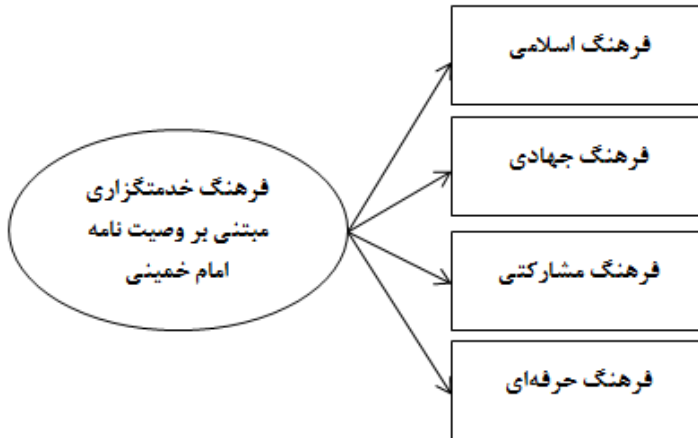 فرهنگ اسلامی
فرهنگ جهادی
فرهنگ خدمتگزاری
مبتنی بر وصیت نامه
امام خمینی
فرهنگ مشارکتی
فرهنگ حرفه‌ای